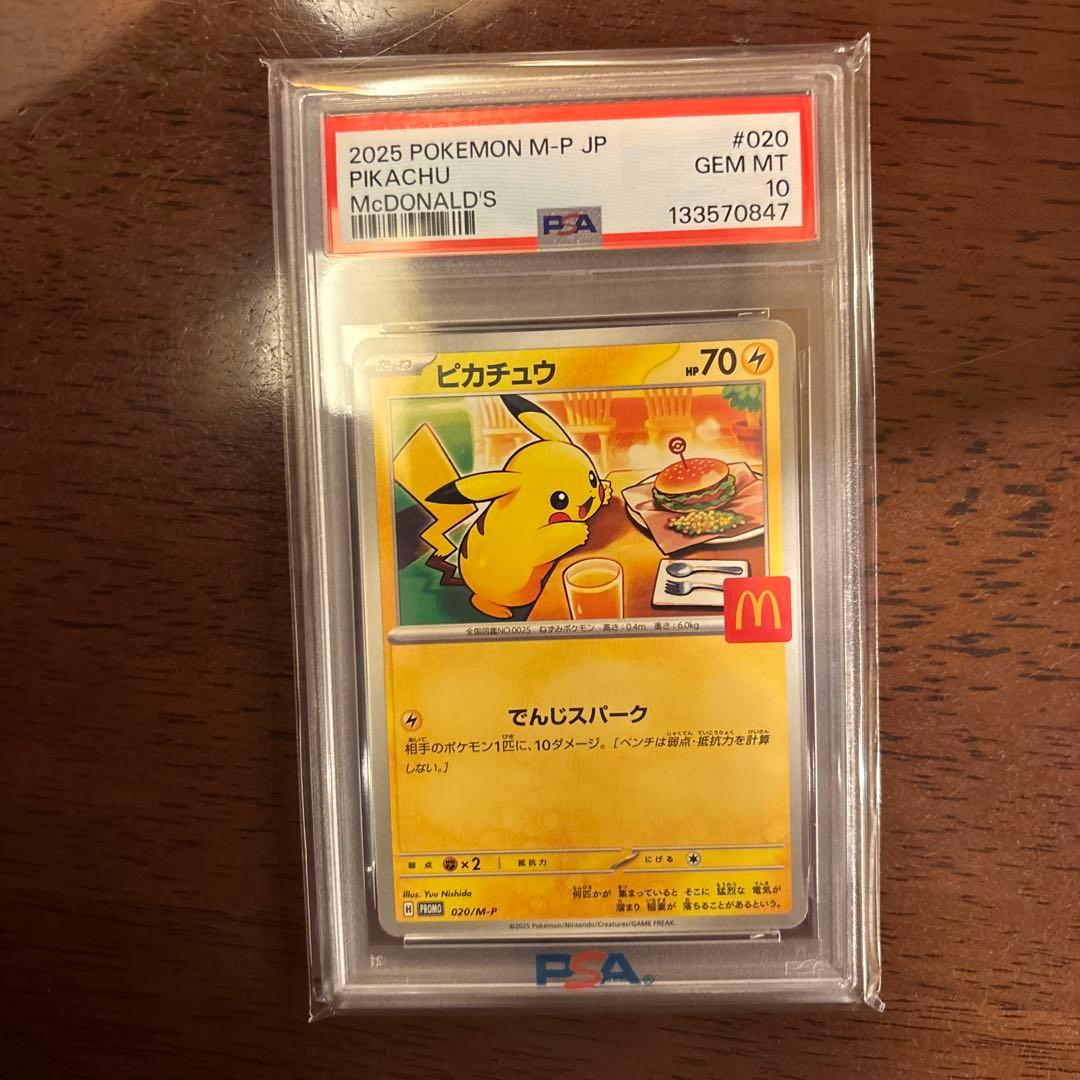 2025 POKEMON M-P JP
#020
PIKACHU
GEM MT
McDONALD'S
10
133570847
PSA
たね
ピカチュウ
HP70
M
全国図鑑NO.0025 ねずみポケモン 高さ:0.4m 重さ:6.0kg
でんじスパーク
相手のポケモン1匹に、10ダメージ。[ベンチは弱点・抵抗力を計算
しない。]
弱点 ×2 抵抗力 にげる
Illus. Yuu Nishida
何匹かが 集まっていると そこに 猛烈な 電気が
溜まり 稲妻が 落ちることがあるという。
H PROMO 020/M-P
©2025 Pokémon/Nintendo/Creatures/GAME FREAK.
PSA®